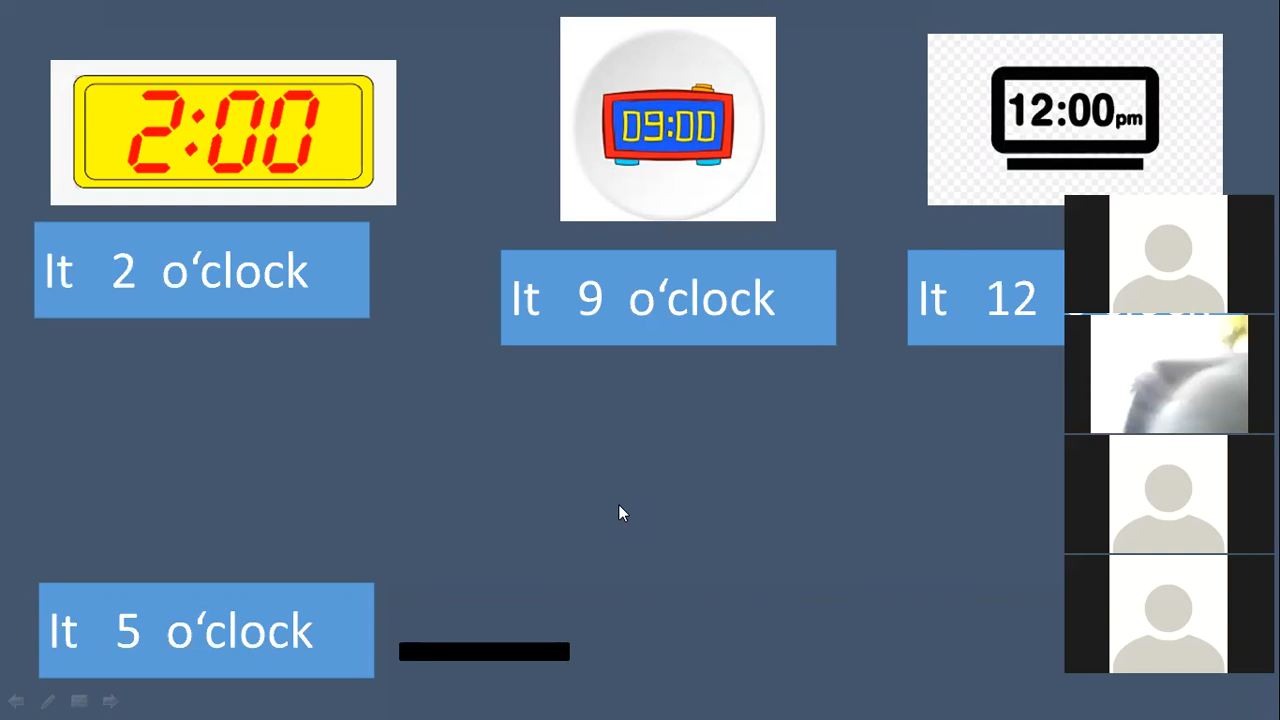 2:00
09:00
12:00pm
It 2 o‘clock
It 9 o‘clock
It 12
It 5 o‘clock